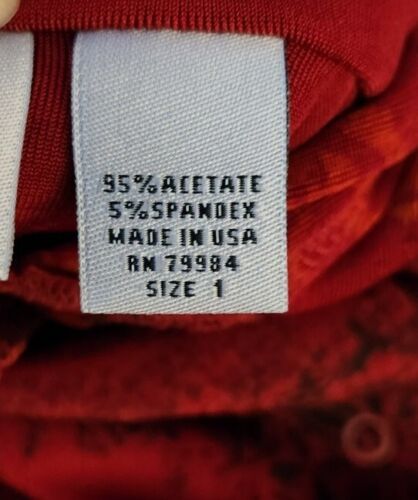 95% ACETATE
5% SPANDEX
MADE IN USA
RN 79984
SIZE 1